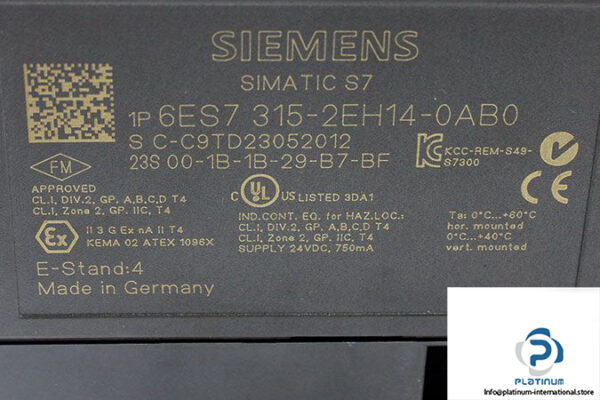 SIEMENS
SIMATIC S7
1P 6ES7 315-2EH14-0AB0
S C-C9TD23052012
23S 00-1B-1B-29-B7-BF
KCC-REM-S49-
S7300
FM
APPROVED
CL.I, DIV.2, GP. A,B,C,D T4
CL.I, Zone 2, GP. IIC, T4
Ex II 3 G Ex nA II T4
KEMA 02 ATEX 1096X
C UL US LISTED 3DA1
IND.CONT. EQ. for HAZ.LOC.:
CL.I, DIV.2, GP. A,B,C,D T4
CL.I, Zone 2, GP. IIC, T4
SUPPLY 24VDC, 750mA
CE
Ta: 0°C...+60°C
hor. mounted
0°C...+40°C
vert. mounted
E-Stand:4
Made in Germany
PLATINUM
Info@platinum-international.store